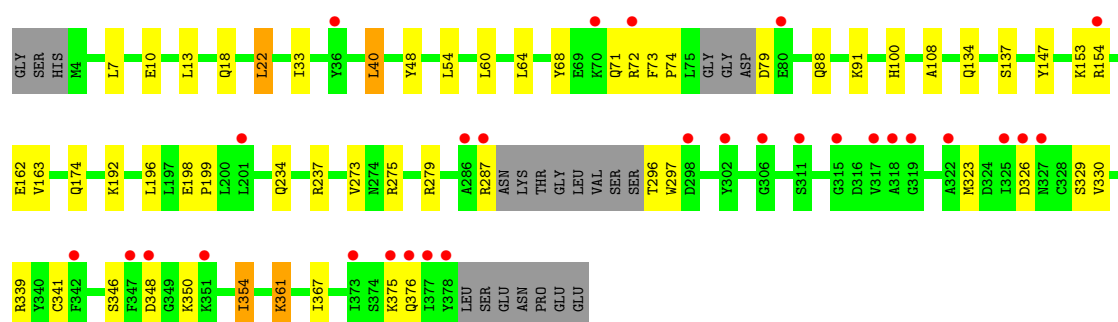 GLY SER HIS M4 L7 E10 L13 Q18 L22 I33 Y36 L40 Y48 L54 L60 L64 Y68 E69 K70 Q71 R72 F73 P74 L75 GLY GLY ASP D79 E80 Q88 K91 H100 A108 Q134 S137 Y147 K153 R154
E162 V163 Q174 K192 L196 L197 E198 P199 L200 L201 Q234 R237 V273 N274 R275 R279 A286 R287 ASN LYS THR GLY LEU VAL SER SER T296 W297 D298 Y302 G306 S311 G315 D316 V317 A318 G319 A322 M323 D324 I325 D326 N327 C328 S329 V330
R339 Y340 C341 F342 S346 F347 D348 G349 K350 K351 I354 K361 I367 I373 S374 K375 Q376 I377 Y378 LEU SER GLU ASN PRO GLU GLU